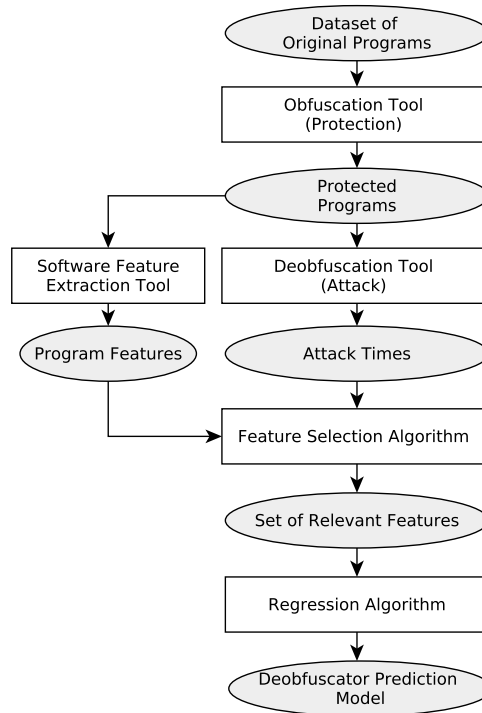 Dataset of
Original Programs
Obfuscation Tool
(Protection)
Protected
Programs
Software Feature
Extraction Tool
Deobfuscation Tool
(Attack)
Program Features
Attack Times
Feature Selection Algorithm
Set of Relevant Features
Regression Algorithm
Deobfuscator Prediction
Model